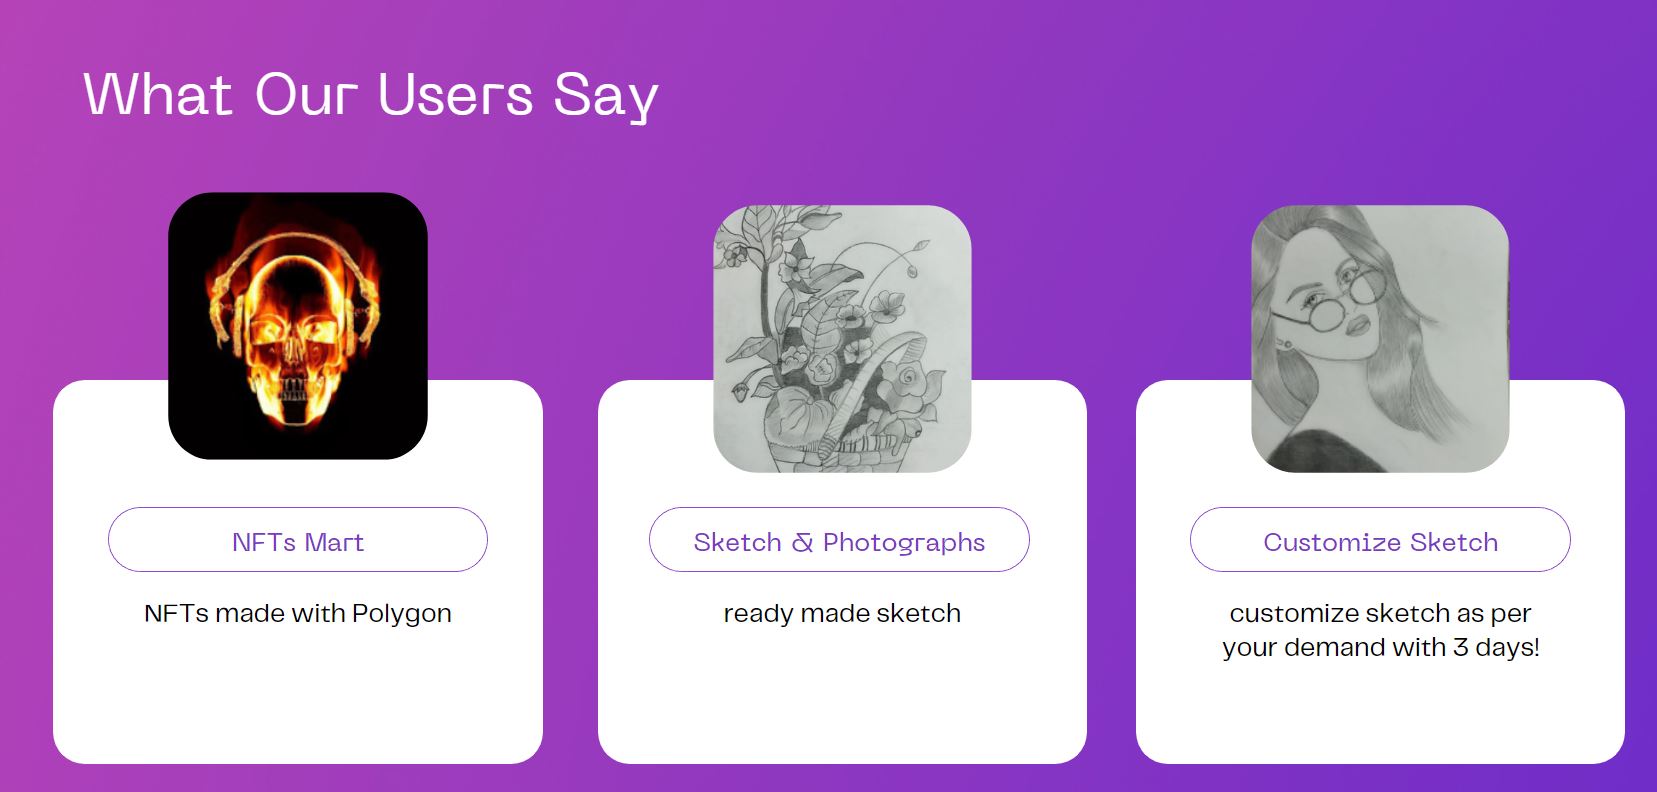 What Our Users Say
NFTs Mart
NFTs made with Polygon
Sketch & Photographs
ready made sketch
Customize Sketch
customize sketch as per
your demand with 3 days!